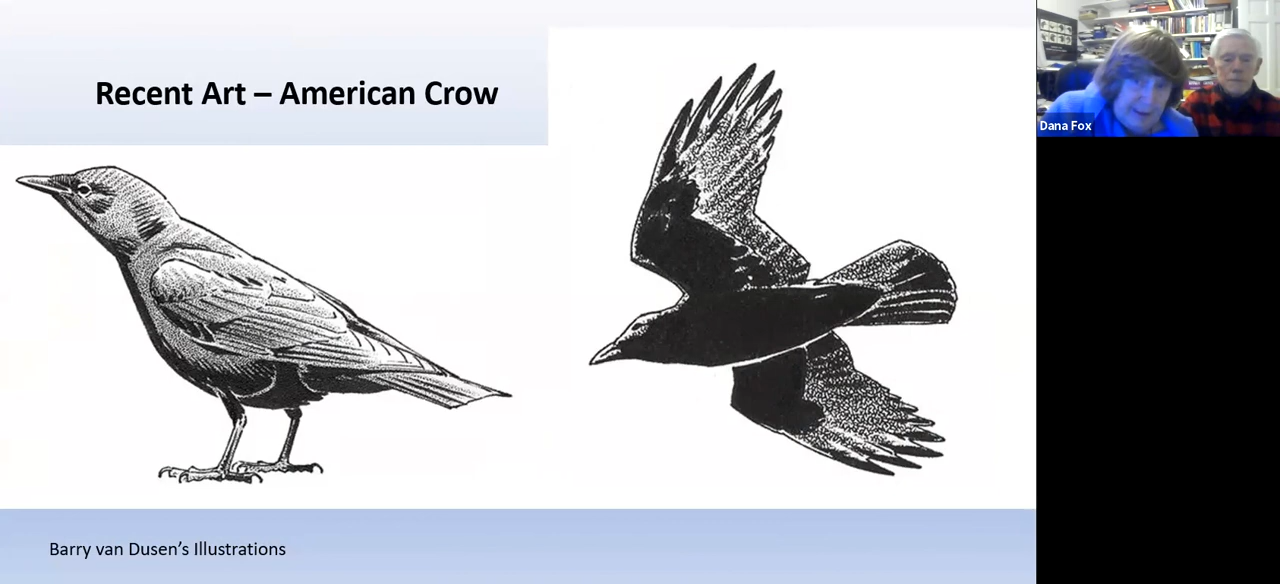 Recent Art – American Crow
Dana Fox
Barry van Dusen’s Illustrations